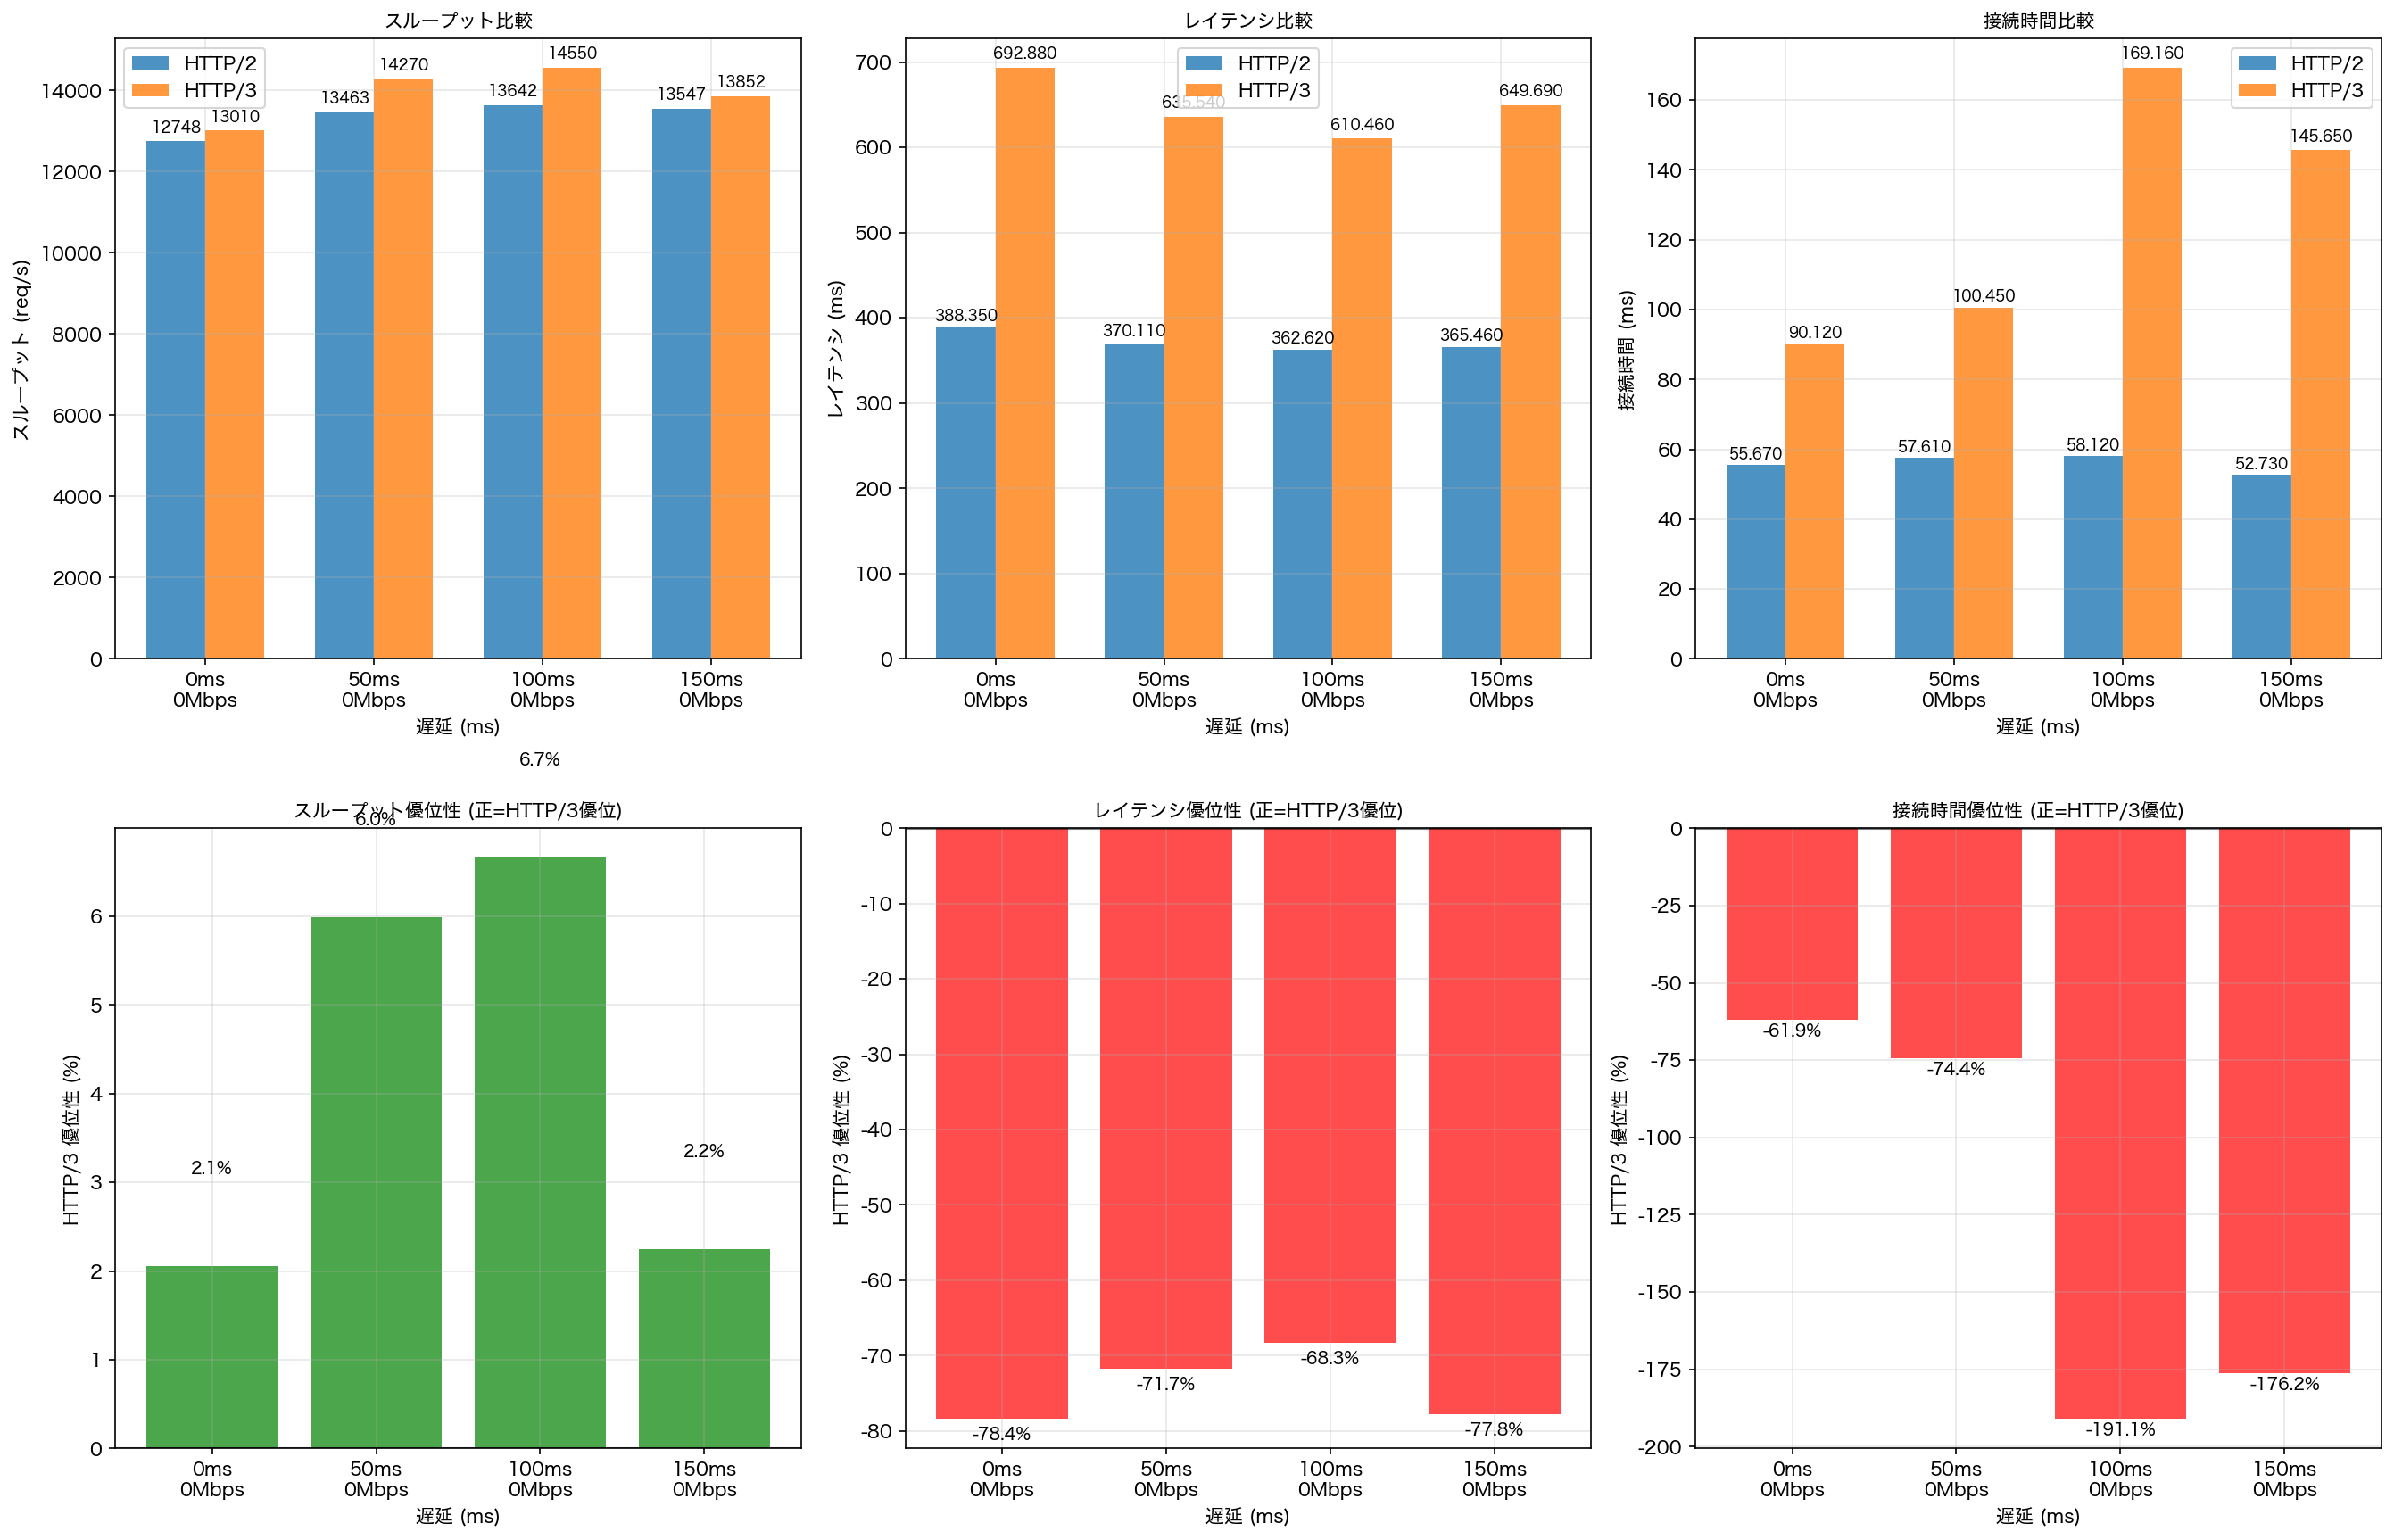 スループット比較
HTTP/2
HTTP/3
12748
13010
13463
14270
13642
14550
13547
13852
14000
12000
10000
8000
6000
4000
2000
0
スループット (req/s)
0ms
0Mbps
50ms
0Mbps
100ms
0Mbps
150ms
0Mbps
遅延 (ms)
レイテンシ比較
HTTP/2
HTTP/3
388.350
692.880
370.110
635.540
362.620
610.460
365.460
649.690
700
600
500
400
300
200
100
0
レイテンシ (ms)
0ms
0Mbps
50ms
0Mbps
100ms
0Mbps
150ms
0Mbps
遅延 (ms)
接続時間比較
HTTP/2
HTTP/3
55.670
90.120
57.610
100.450
58.120
169.160
52.730
145.650
160
140
120
100
80
60
40
20
0
接続時間 (ms)
0ms
0Mbps
50ms
0Mbps
100ms
0Mbps
150ms
0Mbps
遅延 (ms)
スループット優位性 (正=HTTP/3優位)
2.1%
6.0%
6.7%
2.2%
6
5
4
3
2
1
0
HTTP/3 優位性 (%)
0ms
0Mbps
50ms
0Mbps
100ms
0Mbps
150ms
0Mbps
遅延 (ms)
レイテンシ優位性 (正=HTTP/3優位)
0
-10
-20
-30
-40
-50
-60
-70
-80
HTTP/3 優位性 (%)
-78.4%
-71.7%
-68.3%
-77.8%
0ms
0Mbps
50ms
0Mbps
100ms
0Mbps
150ms
0Mbps
遅延 (ms)
接続時間優位性 (正=HTTP/3優位)
0
-25
-50
-75
-100
-125
-150
-175
-200
HTTP/3 優位性 (%)
-61.9%
-74.4%
-191.1%
-176.2%
0ms
0Mbps
50ms
0Mbps
100ms
0Mbps
150ms
0Mbps
遅延 (ms)